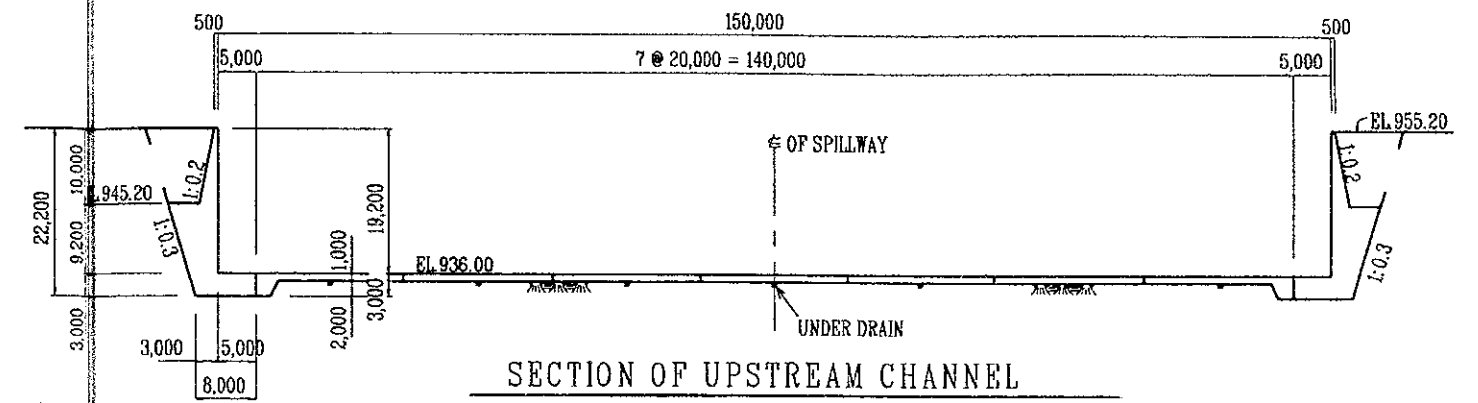 500
150,000
500
5,000
7 @ 20,000 = 140,000
5,000
EL.955.20
℄ OF SPILLWAY
10,000
1:0.2
1:0.2
EL.945.20
22,200
19,200
9,200
1:0.3
1:0.3
1,000
EL.936.00
3,000
2,000
3,000
UNDER DRAIN
3,000
5,000
8,000
SECTION OF UPSTREAM CHANNEL